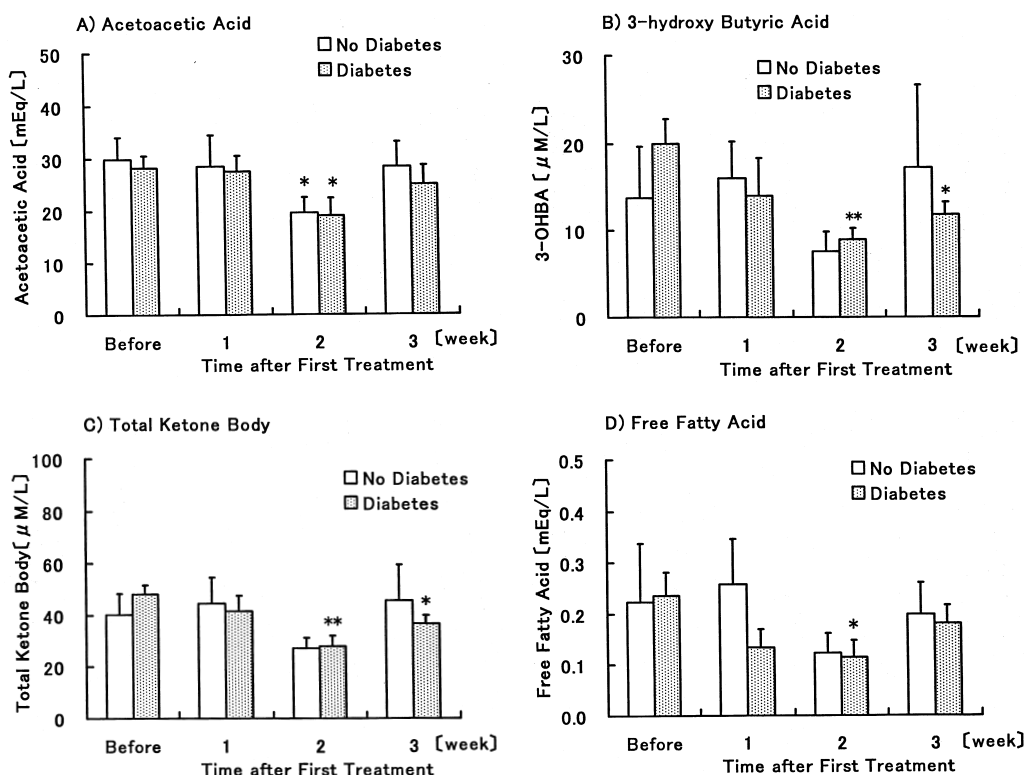 A) Acetoacetic Acid
No Diabetes
Diabetes
Acetoacetic Acid [mEq/L]
50
40
30
20
10
0
* *
Before 1 2 3 [week]
Time after First Treatment
B) 3-hydroxy Butyric Acid
No Diabetes
Diabetes
3-OHBA [μM/L]
30
20
10
0
**
*
Before 1 2 3 [week]
Time after First Treatment
C) Total Ketone Body
No Diabetes
Diabetes
Total Ketone Body[μM/L]
100
80
60
40
20
0
**
*
Before 1 2 3 [week]
Time after First Treatment
D) Free Fatty Acid
No Diabetes
Diabetes
Free Fatty Acid [mEq/L]
0.5
0.4
0.3
0.2
0.1
0.0
*
Before 1 2 3 [week]
Time after First Treatment